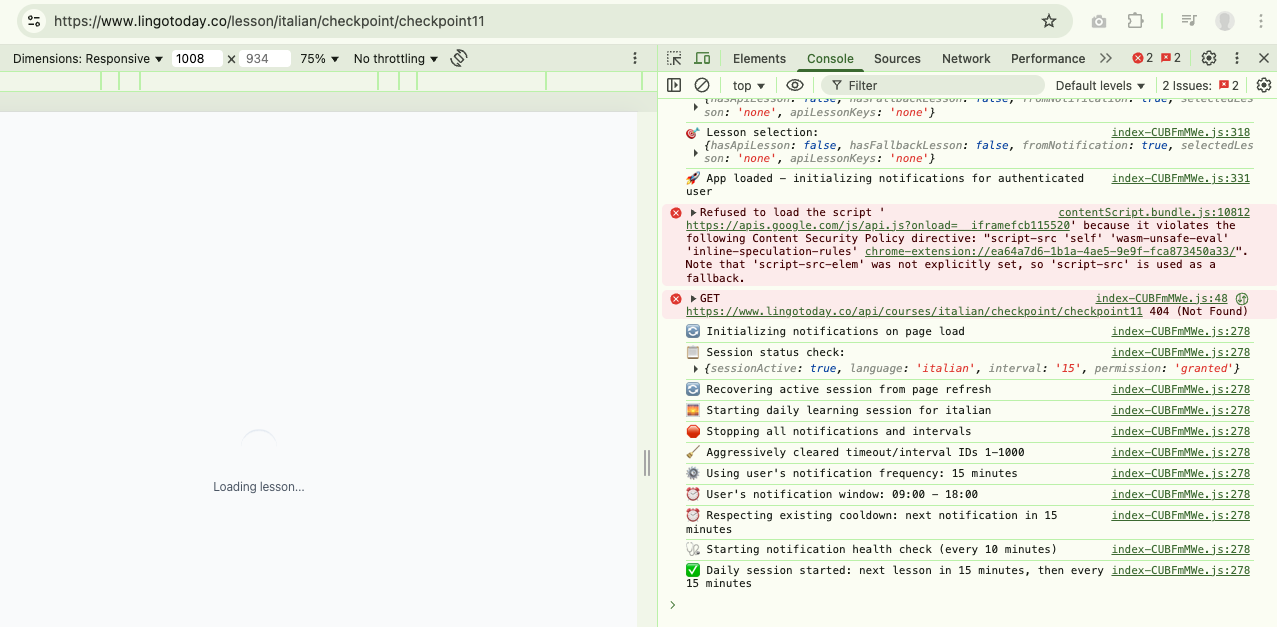 https://www.lingotoday.co/lesson/italian/checkpoint/checkpoint11
Dimensions: Responsive 1008 x 934 75% No throttling
Elements Console Sources Network Performance 2 2
top Filter Default levels 2 Issues: 2
{hasApiLesson: false, hasFallbackLesson: false, fromNotification: true, selectedLes
son: 'none', apiLessonKeys: 'none'}
Lesson selection: index-CUBFmMWe.js:318
{hasApiLesson: false, hasFallbackLesson: false, fromNotification: true, selectedLes
son: 'none', apiLessonKeys: 'none'}
App loaded – initializing notifications for authenticated index-CUBFmMWe.js:331
user
Refused to load the script ' contentScript.bundle.js:10812
https://apis.google.com/js/api.js?onload=__iframefcb115520' because it violates the
following Content Security Policy directive: "script-src 'self' 'wasm-unsafe-eval'
'inline-speculation-rules' chrome-extension://ea64a7d6-1b1a-4ae5-9e9f-fca873450a33/".
Note that 'script-src-elem' was not explicitly set, so 'script-src' is used as a
fallback.
GET index-CUBFmMWe.js:48
https://www.lingotoday.co/api/courses/italian/checkpoint/checkpoint11 404 (Not Found)
Initializing notifications on page load index-CUBFmMWe.js:278
Session status check: index-CUBFmMWe.js:278
{sessionActive: true, language: 'italian', interval: '15', permission: 'granted'}
Recovering active session from page refresh index-CUBFmMWe.js:278
Starting daily learning session for italian index-CUBFmMWe.js:278
Stopping all notifications and intervals index-CUBFmMWe.js:278
Aggressively cleared timeout/interval IDs 1-1000 index-CUBFmMWe.js:278
Using user's notification frequency: 15 minutes index-CUBFmMWe.js:278
User's notification window: 09:00 – 18:00 index-CUBFmMWe.js:278
Respecting existing cooldown: next notification in 15 index-CUBFmMWe.js:278
minutes
Starting notification health check (every 10 minutes) index-CUBFmMWe.js:278
Daily session started: next lesson in 15 minutes, then every index-CUBFmMWe.js:278
15 minutes
Loading lesson...